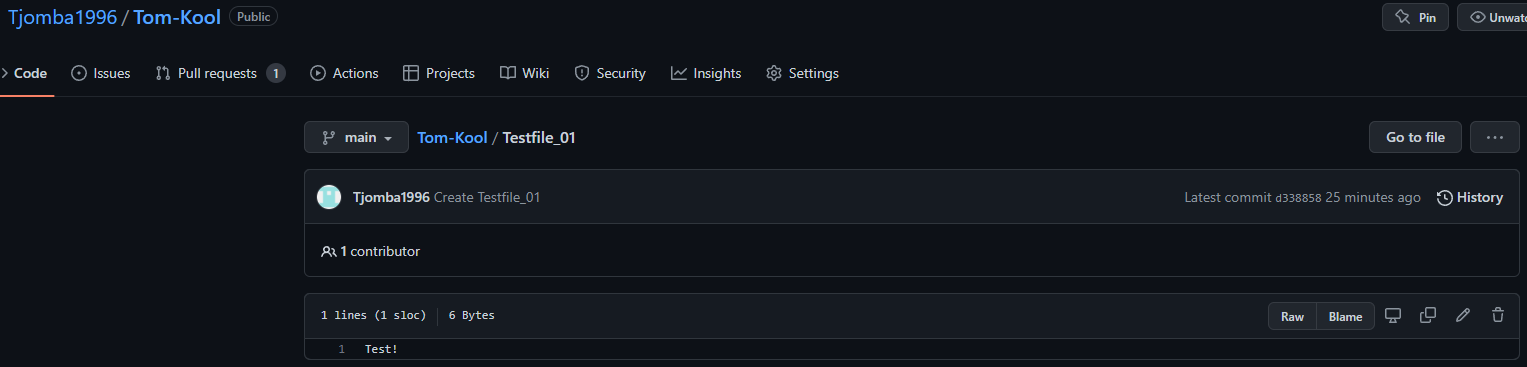 Tjomba1996 / Tom-Kool Public Pin Unwatc
Code Issues Pull requests 1 Actions Projects Wiki Security Insights Settings
main Tom-Kool / Testfile_01 Go to file ...
Tjomba1996 Create Testfile_01 Latest commit d338858 25 minutes ago History
1 contributor
1 lines (1 sloc) 6 Bytes Raw Blame
1 Test!